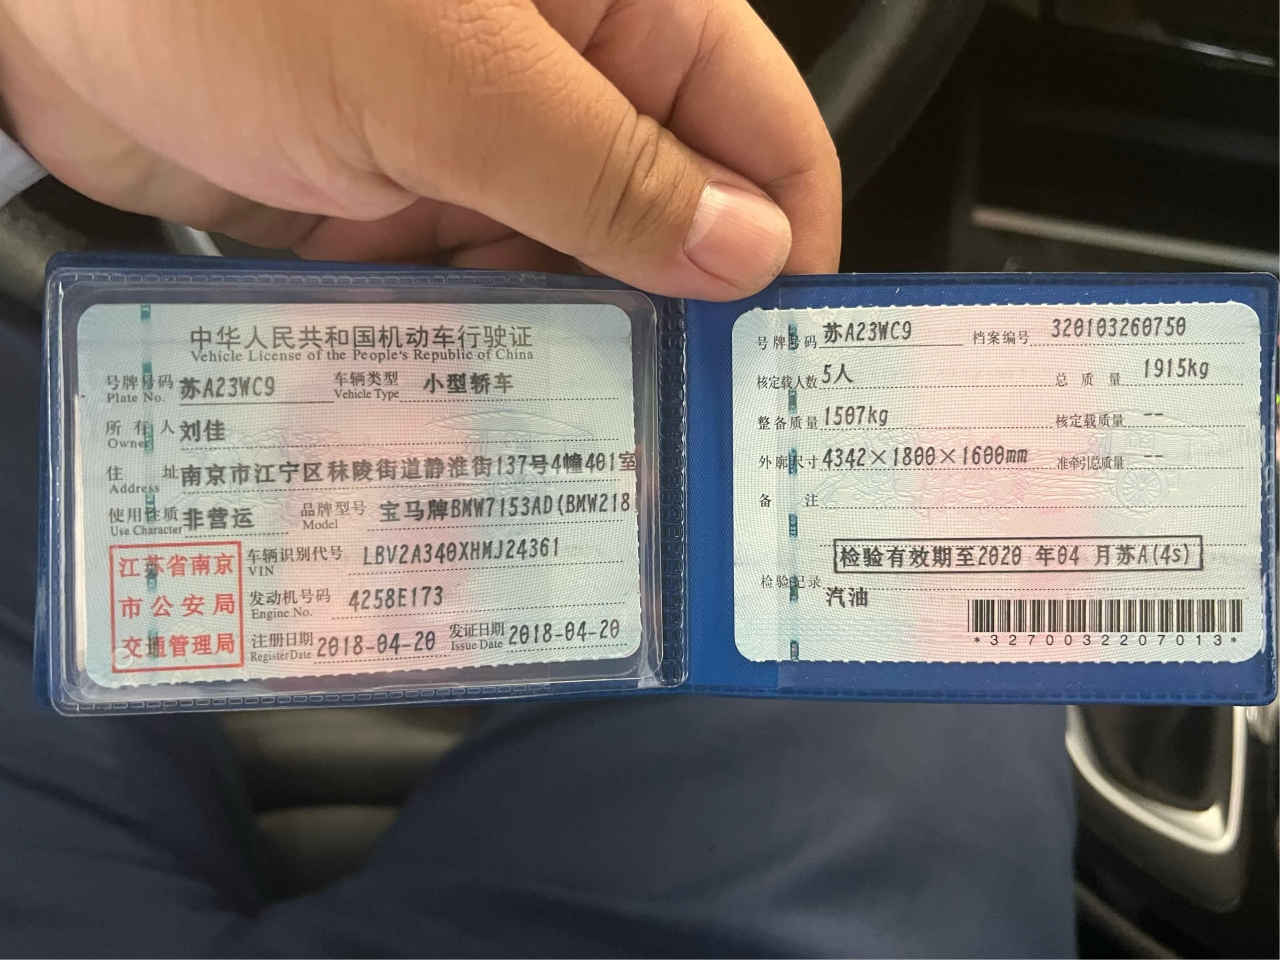 中华人民共和国机动车行驶证
Vehicle License of the People's Republic of China
号牌号码 苏A23WC9 车辆类型 小型轿车
Plate No. Vehicle Type
所有人 刘佳
Owner
住址 南京市江宁区秣陵街道静淮街137号4幢401室
Address
使用性质 非营运 品牌型号 宝马牌BMW7153AD(BMW218
Use Character Model
江苏省南京
市公安局
交通管理局
车辆识别代号 LBV2A340XHMJ24361
VIN
发动机号码 4258E173
Engine No.
注册日期 2018-04-20 发证日期 2018-04-20
Register Date Issue Date
号牌号码 苏A23WC9 档案编号 320103260750
核定载人数 5人 总质量 1915kg
整备质量 1507kg 核定载质量 --
外廓尺寸 4342×1800×1600mm 准牵引总质量 --
备注
检验有效期至2020 年04 月苏A(4s)
检验记录
汽油
*3270032207013*